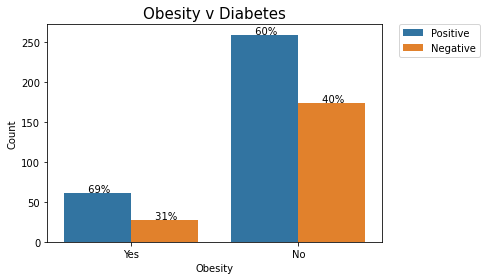 Obesity v Diabetes
Positive
Negative
250
200
150
100
50
0
Count
69%
31%
60%
40%
Yes
No
Obesity